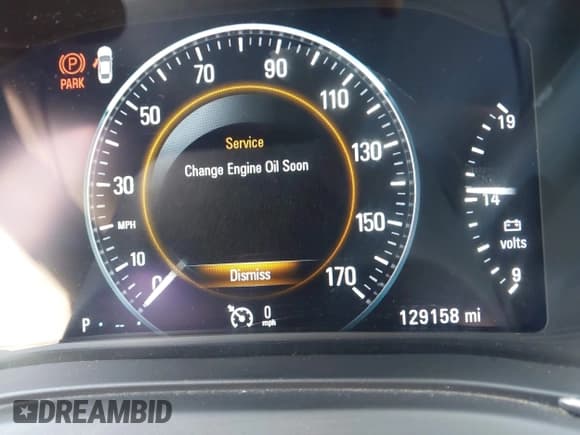 PARK
70
90
50
110
19
Service
Change Engine Oil Soon
130
30
14
MPH
150
volts
10
9
0
Dismiss
170
0
mph
P
129158 mi
DREAMBID